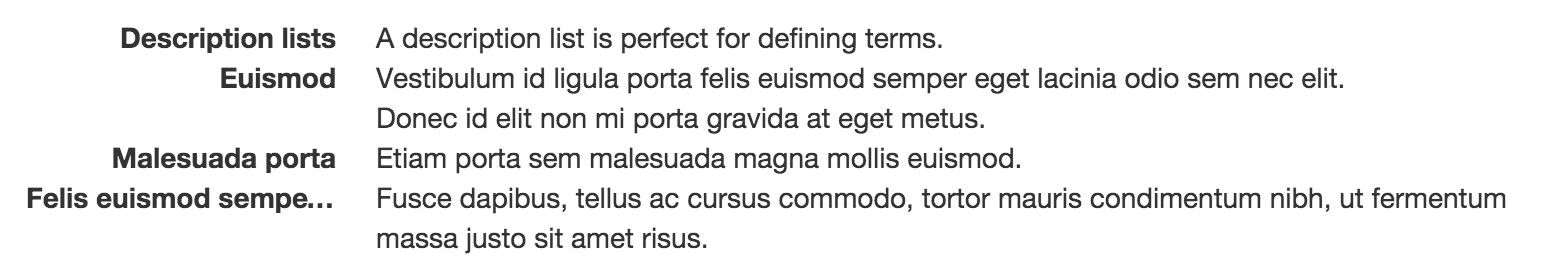 Description lists A description list is perfect for defining terms.
Euismod Vestibulum id ligula porta felis euismod semper eget lacinia odio sem nec elit.
Donec id elit non mi porta gravida at eget metus.
Malesuada porta Etiam porta sem malesuada magna mollis euismod.
Felis euismod sempe... Fusce dapibus, tellus ac cursus commodo, tortor mauris condimentum nibh, ut fermentum
massa justo sit amet risus.